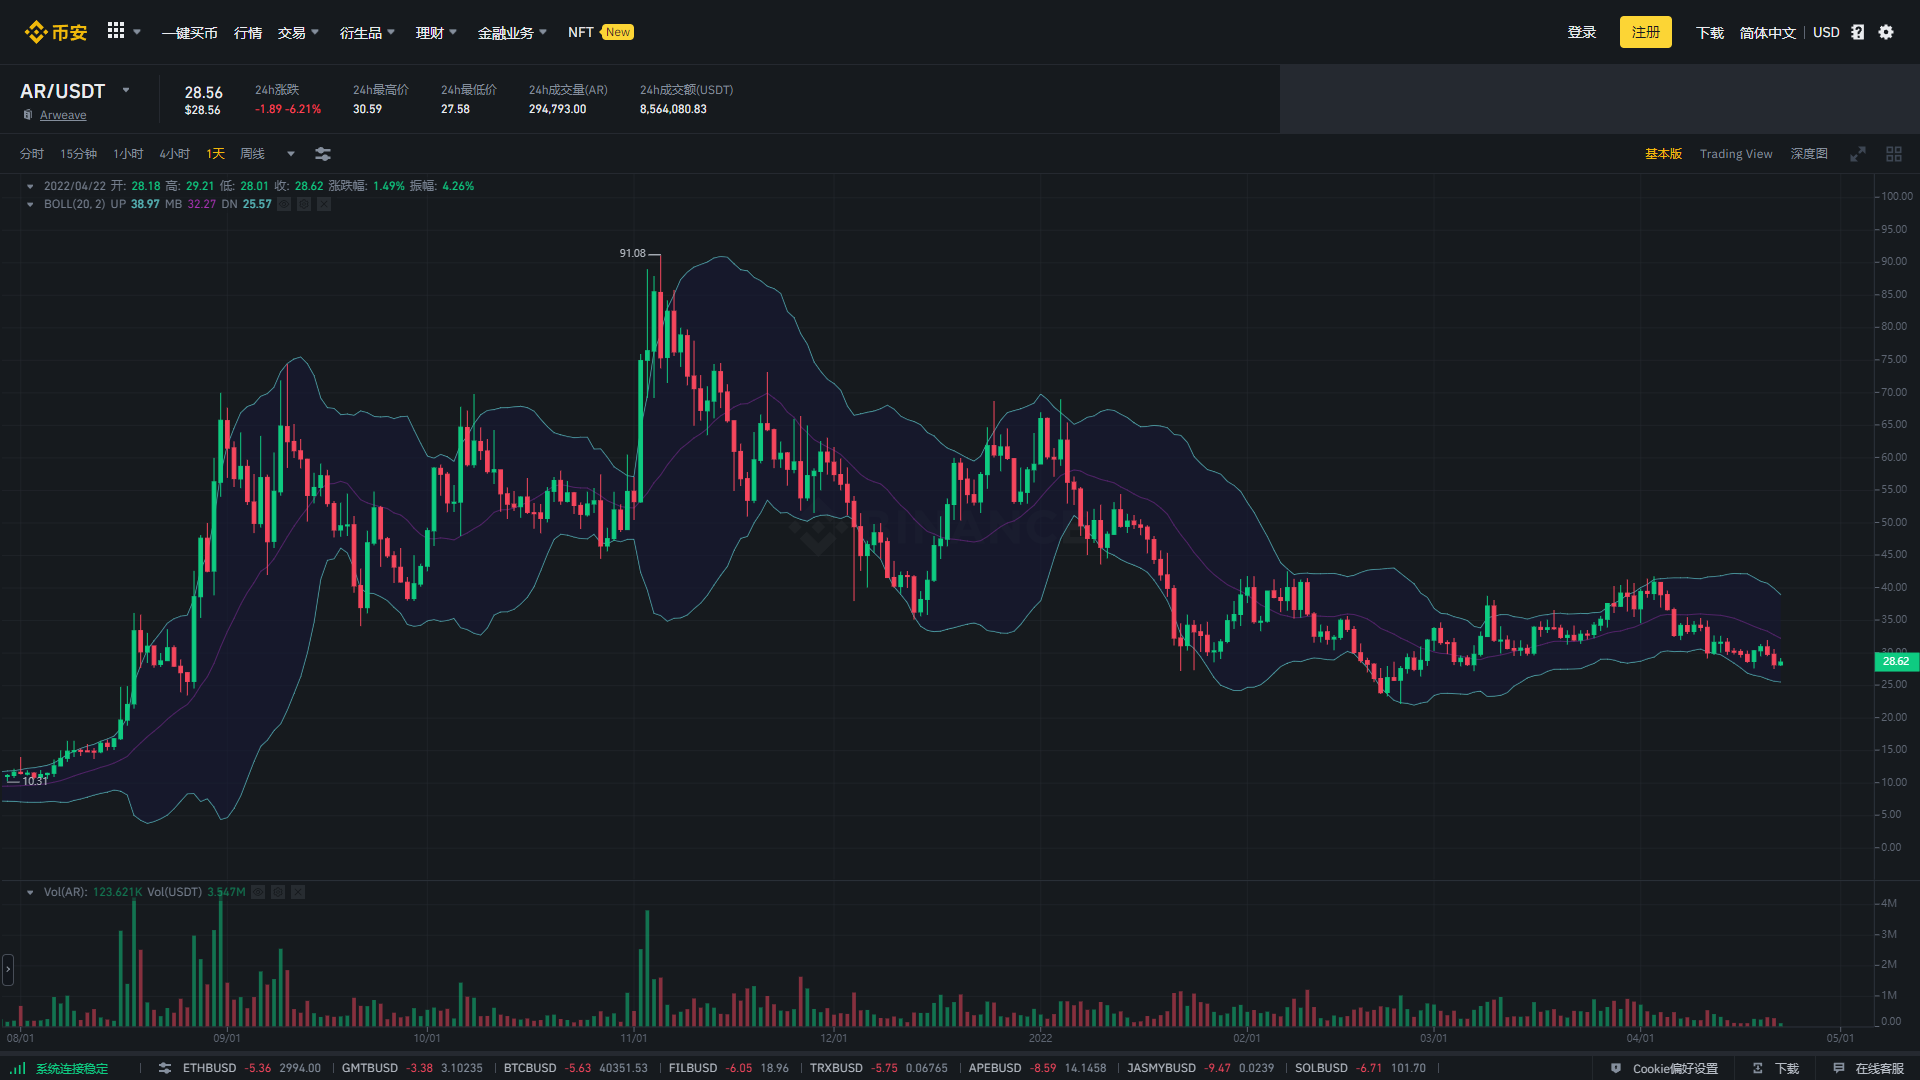 币安 一键买币 行情 交易 衍生品 理财 金融业务 NFT New 登录 注册 下载 简体中文 USD
AR/USDT 28.56 24h涨跌 24h最高价 24h最低价 24h成交量(AR) 24h成交额(USDT)
Arweave $28.56 -1.89 -6.21% 30.59 27.58 294,793.00 8,564,080.83
分时 15分钟 1小时 4小时 1天 周线 基本版 Trading View 深度图
2022/04/22 开: 28.18 高: 29.21 低: 28.01 收: 28.62 涨跌幅: 1.49% 振幅: 4.26%
BOLL(20, 2) UP 38.97 MB 32.27 DN 25.57
100.00
95.00
91.08
90.00
85.00
80.00
75.00
70.00
65.00
60.00
55.00
50.00
BINANCE
45.00
40.00
35.00
30.00
28.62
25.00
20.00
15.00
10.31
10.00
5.00
0.00
Vol(AR): 123.621K Vol(USDT) 3.547M
4M
3M
2M
1M
0.00
08/01 09/01 10/01 11/01 12/01 2022 02/01 03/01 04/01 05/01
系统连接稳定 ETHBUSD -5.36 2994.00 GMTBUSD -3.38 3.10235 BTCBUSD -5.63 40351.53 FILBUSD -6.05 18.96 TRXBUSD -5.75 0.06765 APEBUSD -8.59 14.1458 JASMYBUSD -9.47 0.0239 SOLBUSD -6.71 101.70 Cookie偏好设置 下载 在线客服